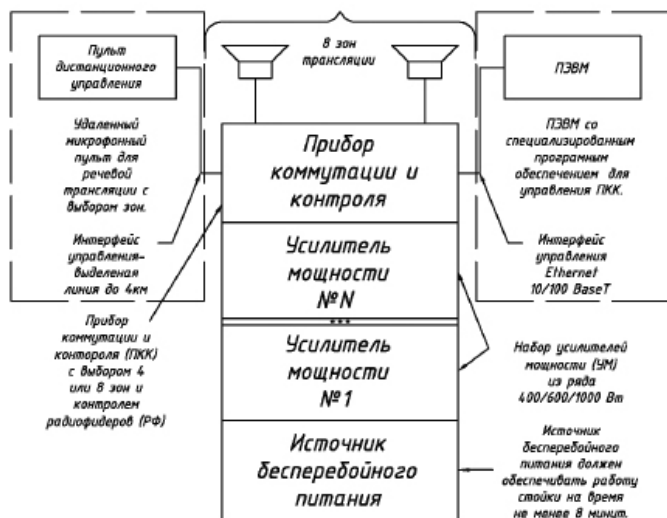 Пульт
дистанционного
управления
8 зон
трансляции
ПЭВМ
Удаленный
микрофонный
пульт для
речевой
трансляции с
выбором зон.
Прибор
коммутации и
контроля
ПЭВМ со
специализированным
програмным
обеспечением для
управления ПКК.
Интерфейс
управления-
выделеная
линия до 4км
Усилитель
мощности
№N
Интерфейс
управления
Ethernet
10/100 BaseT
Прибор
коммутации и
контороля (ПКК)
с выбором 4
или 8 зон и
контролем
радиофидеров (РФ)
...
Усилитель
мощности
№1
Набор усилителей
мощности (УМ)
из ряда
400/600/1000 Вт
Источник
бесперебойного
питания
Источник
бесперебойного
питания должен
обеспечивать работу
стойки на время
не менее 8 минут.